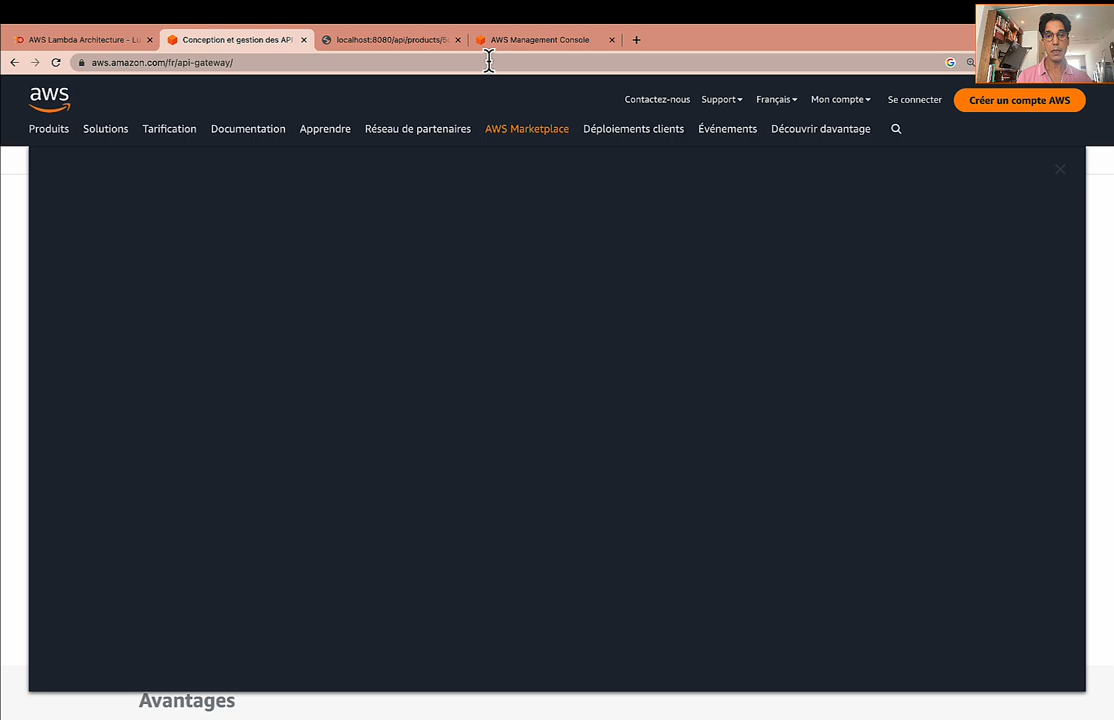 AWS Lambda Architecture - Lu
Conception et gestion des API
localhost:8080/api/products/5
AWS Management Console
aws.amazon.com/fr/api-gateway/
aws
Contactez-nous
Support
Français
Mon compte
Se connecter
Créer un compte AWS
Produits
Solutions
Tarification
Documentation
Apprendre
Réseau de partenaires
AWS Marketplace
Déploiements clients
Événements
Découvrir davantage
Avantages